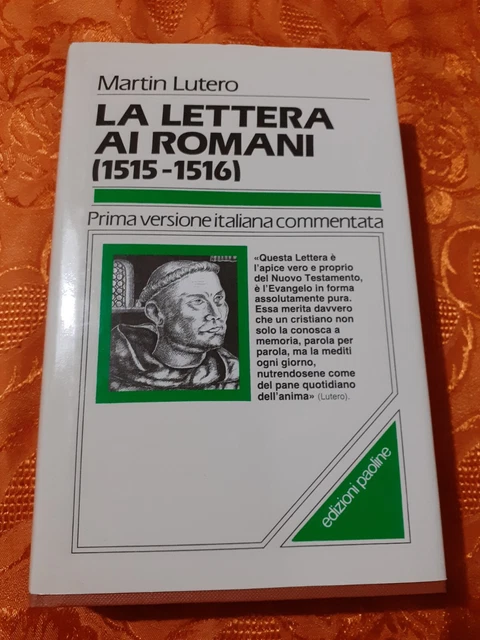 Martin Lutero
LA LETTERA
AI ROMANI
(1515-1516)
Prima versione italiana commentata
«Questa Lettera è
l'apice vero e proprio
del Nuovo Testamento,
è l'Evangelo in forma
assolutamente pura.
Essa merita davvero
che un cristiano non
solo la conosca a
memoria, parola per
parola, ma la mediti
ogni giorno,
nutrendosene come
del pane quotidiano
dell'anima» (Lutero).
edizioni paoline